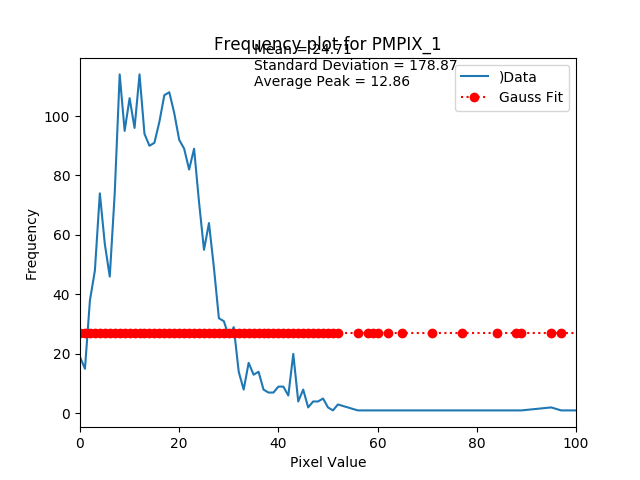 Frequency plot for PMPIX_1
Mean = 24.71
Standard Deviation = 178.87
Average Peak = 12.86
)Data
Gauss Fit
Frequency
100
80
60
40
20
0
0 20 40 60 80 100
Pixel Value